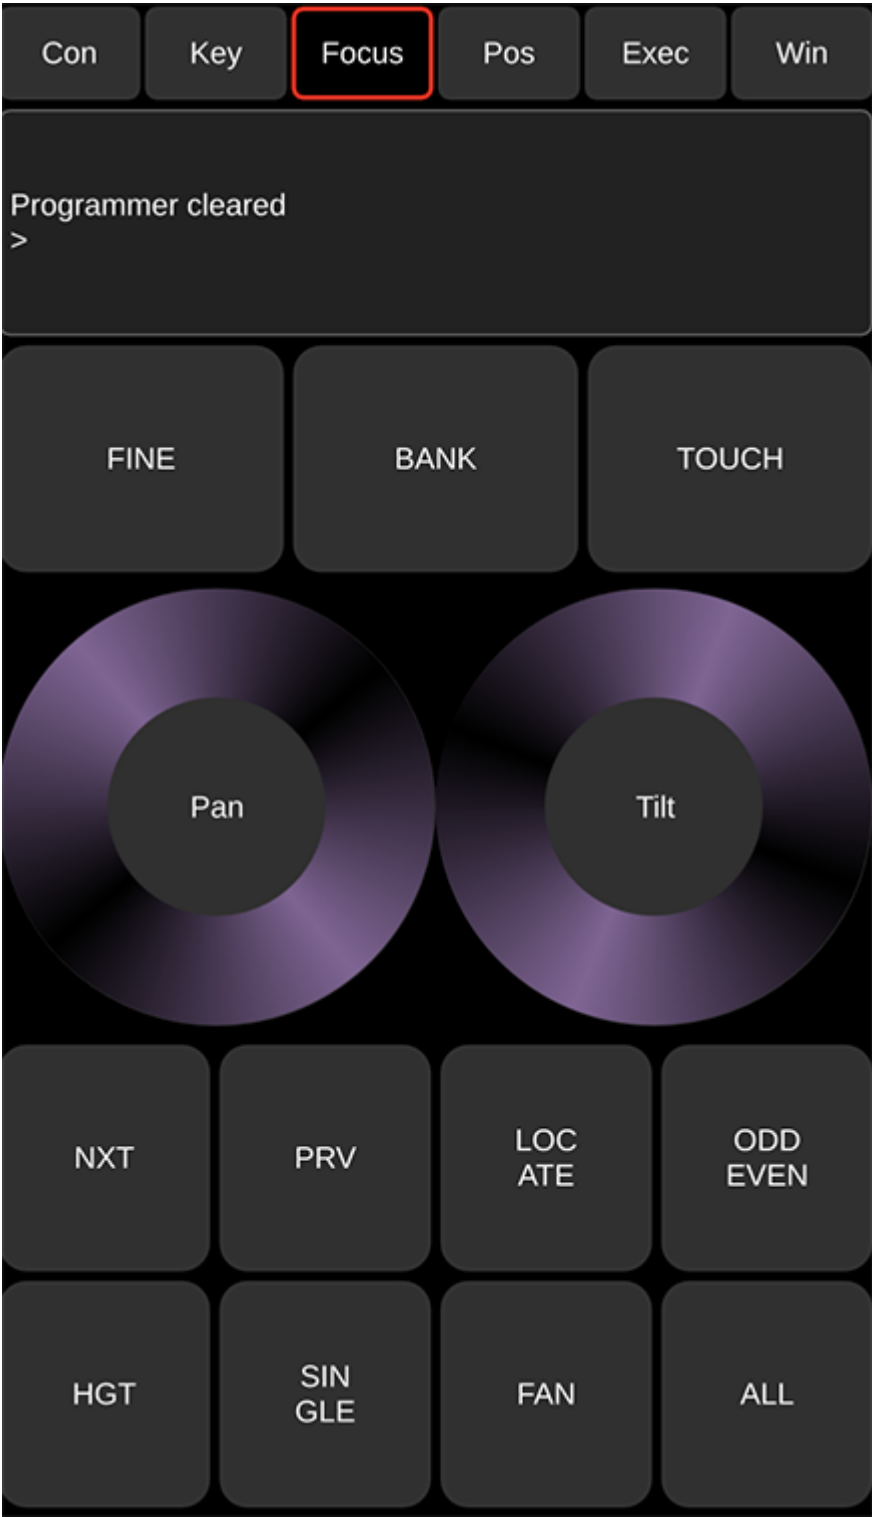 Con Key Focus Pos Exec Win
Programmer cleared
>
FINE BANK TOUCH
Pan Tilt
NXT PRV LOC
ATE ODD
EVEN
HGT SIN
GLE FAN ALL